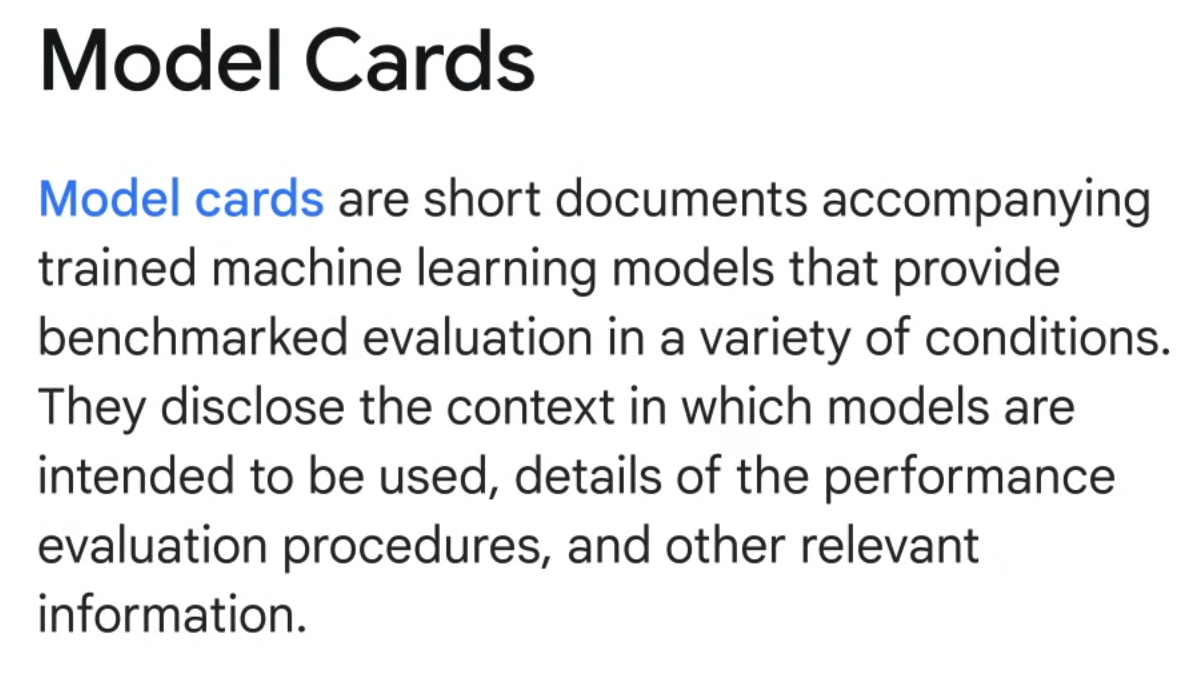 Model Cards
Model cards are short documents accompanying
trained machine learning models that provide
benchmarked evaluation in a variety of conditions.
They disclose the context in which models are
intended to be used, details of the performance
evaluation procedures, and other relevant
information.